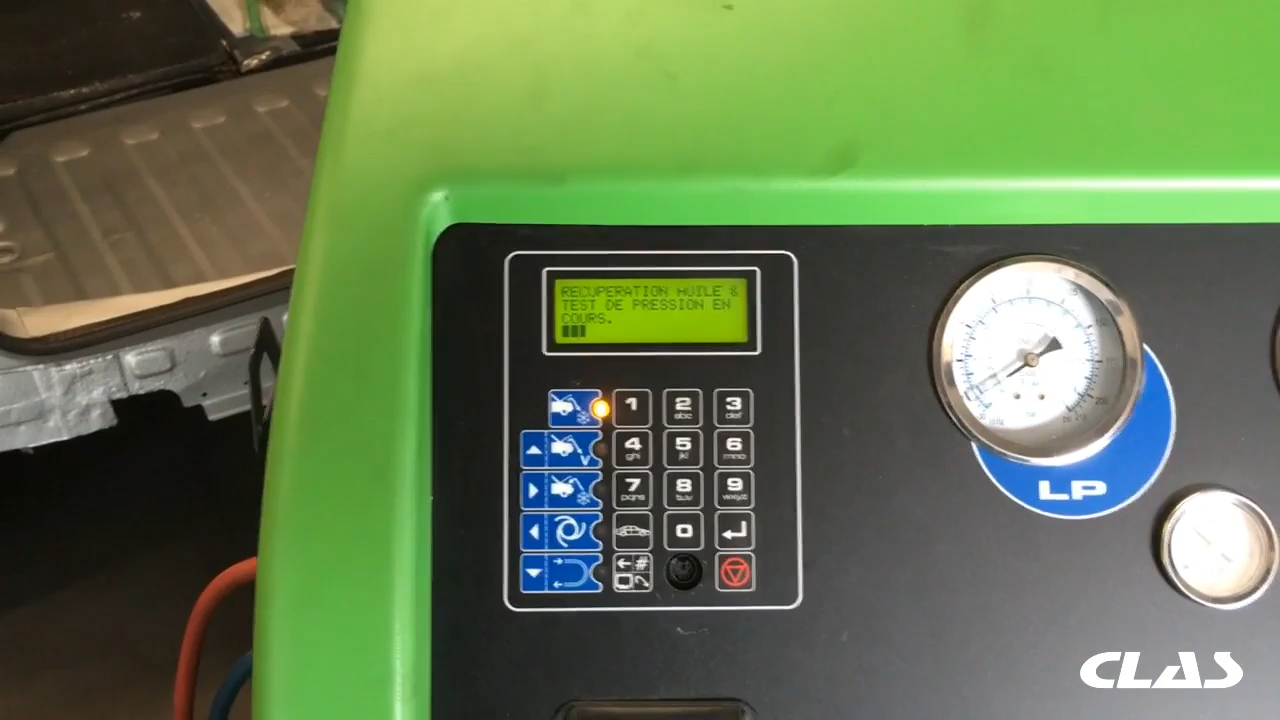 RECUPERATION HUILE &
TEST DE PRESSION EN
COURS.
1
2 abc
3 def
4 ghi
5 jkl
6 mno
7 pqrs
8 tuv
9 wxyz
V
0
#
LP
CLAS